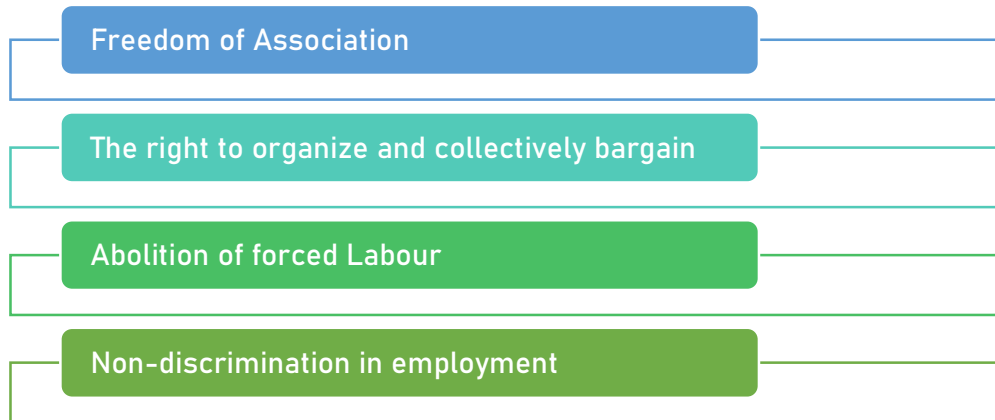 Freedom of Association
The right to organize and collectively bargain
Abolition of forced Labour
Non-discrimination in employment